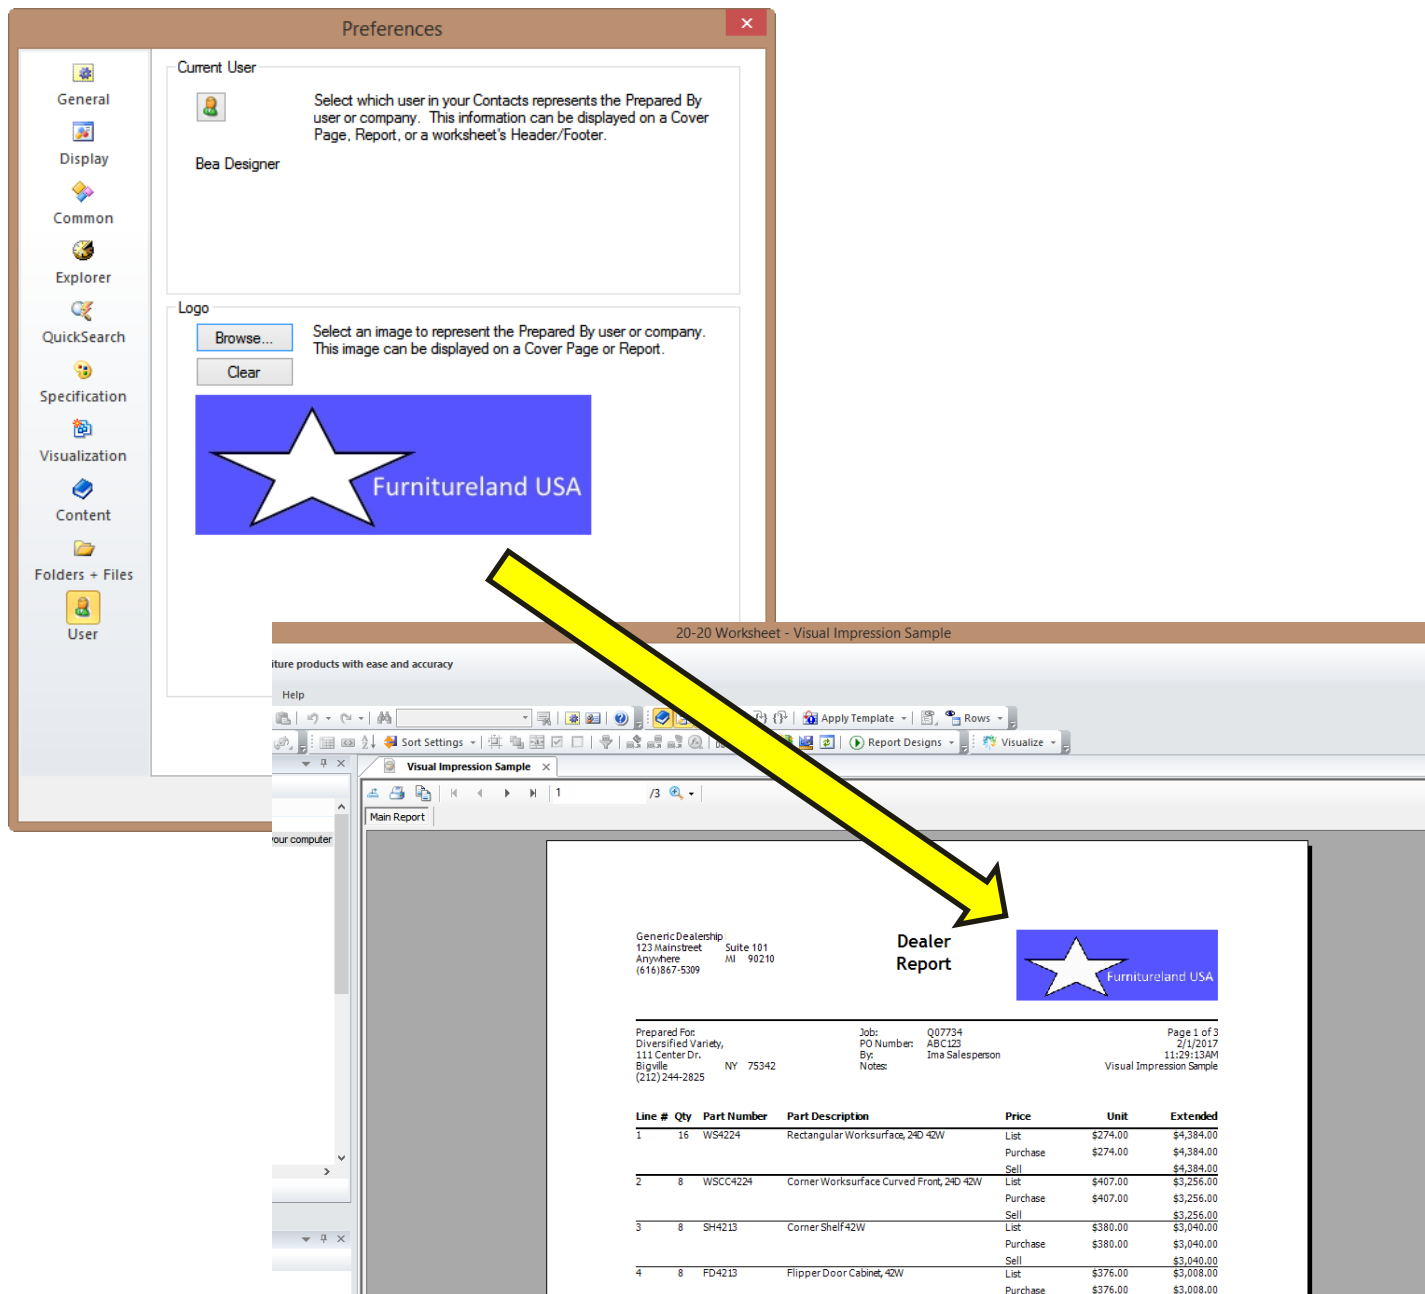 Preferences
×
General
Display
Common
Explorer
QuickSearch
Specification
Visualization
Content
Folders + Files
User
Current User
Select which user in your Contacts represents the Prepared By
user or company. This information can be displayed on a Cover
Page, Report, or a worksheet's Header/Footer.
Bea Designer
Logo
Browse...
Clear
Select an image to represent the Prepared By user or company.
This image can be displayed on a Cover Page or Report.
Furnitureland USA
20-20 Worksheet - Visual Impression Sample
iture products with ease and accuracy
Help
Apply Template
Rows
Sort Settings
Report Designs
Visualize
Visual Impression Sample ×
1 /3
Main Report
our computer
Generic Dealership
123 Mainstreet Suite 101
Anywhere MI 90210
(616)867-5309
Dealer
Report
Furnitureland USA
Prepared For:
Diversified Variety,
111 Center Dr.
Bigville NY 75342
(212) 244-2825
Job: Q07734
PO Number: ABC123
By: Ima Salesperson
Notes:
Page 1 of 3
2/1/2017
11:29:13AM
Visual Impression Sample
Line # Qty Part Number Part Description Price Unit Extended
1 16 WS4224 Rectangular Worksurface, 24D 42W List $274.00 $4,384.00
Purchase $274.00 $4,384.00
Sell $4,384.00
2 8 WSCC4224 Corner Worksurface Curved Front, 24D 42W List $407.00 $3,256.00
Purchase $407.00 $3,256.00
Sell $3,256.00
3 8 SH4213 Corner Shelf 42W List $380.00 $3,040.00
Purchase $380.00 $3,040.00
Sell $3,040.00
4 8 FD4213 Flipper Door Cabinet, 42W List $376.00 $3,008.00
Purchase $376.00 $3,008.00